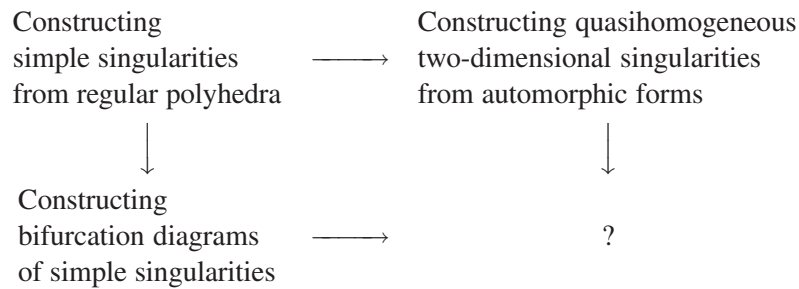 Constructing
simple singularities
from regular polyhedra
Constructing quasihomogeneous
two-dimensional singularities
from automorphic forms
Constructing
bifurcation diagrams
of simple singularities
?